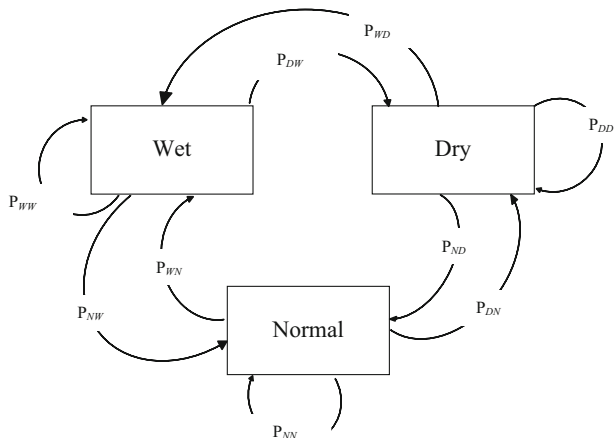 P_WD
P_DW
Wet
Dry
P_DD
P_WW
P_WN
P_ND
P_NW
Normal
P_DN
P_NN